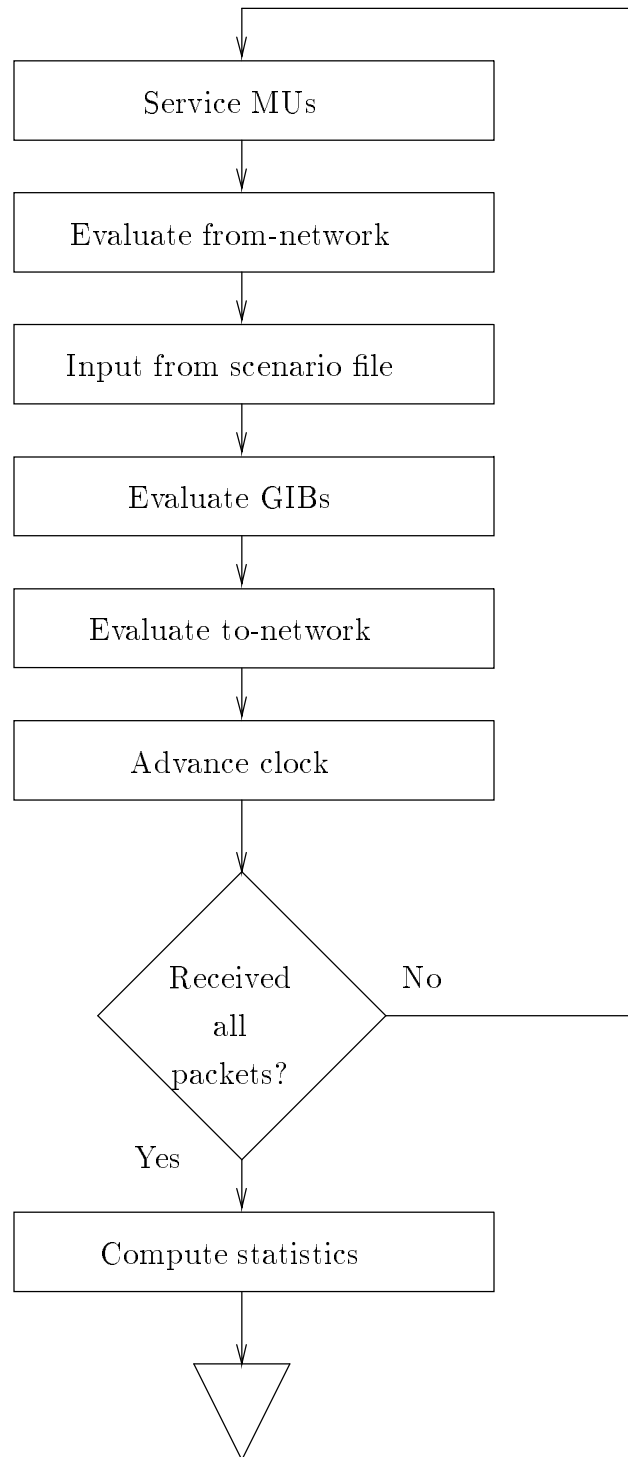 Service MUs
Evaluate from-network
Input from scenario file
Evaluate GIBs
Evaluate to-network
Advance clock
Received
all
packets?
No
Yes
Compute statistics